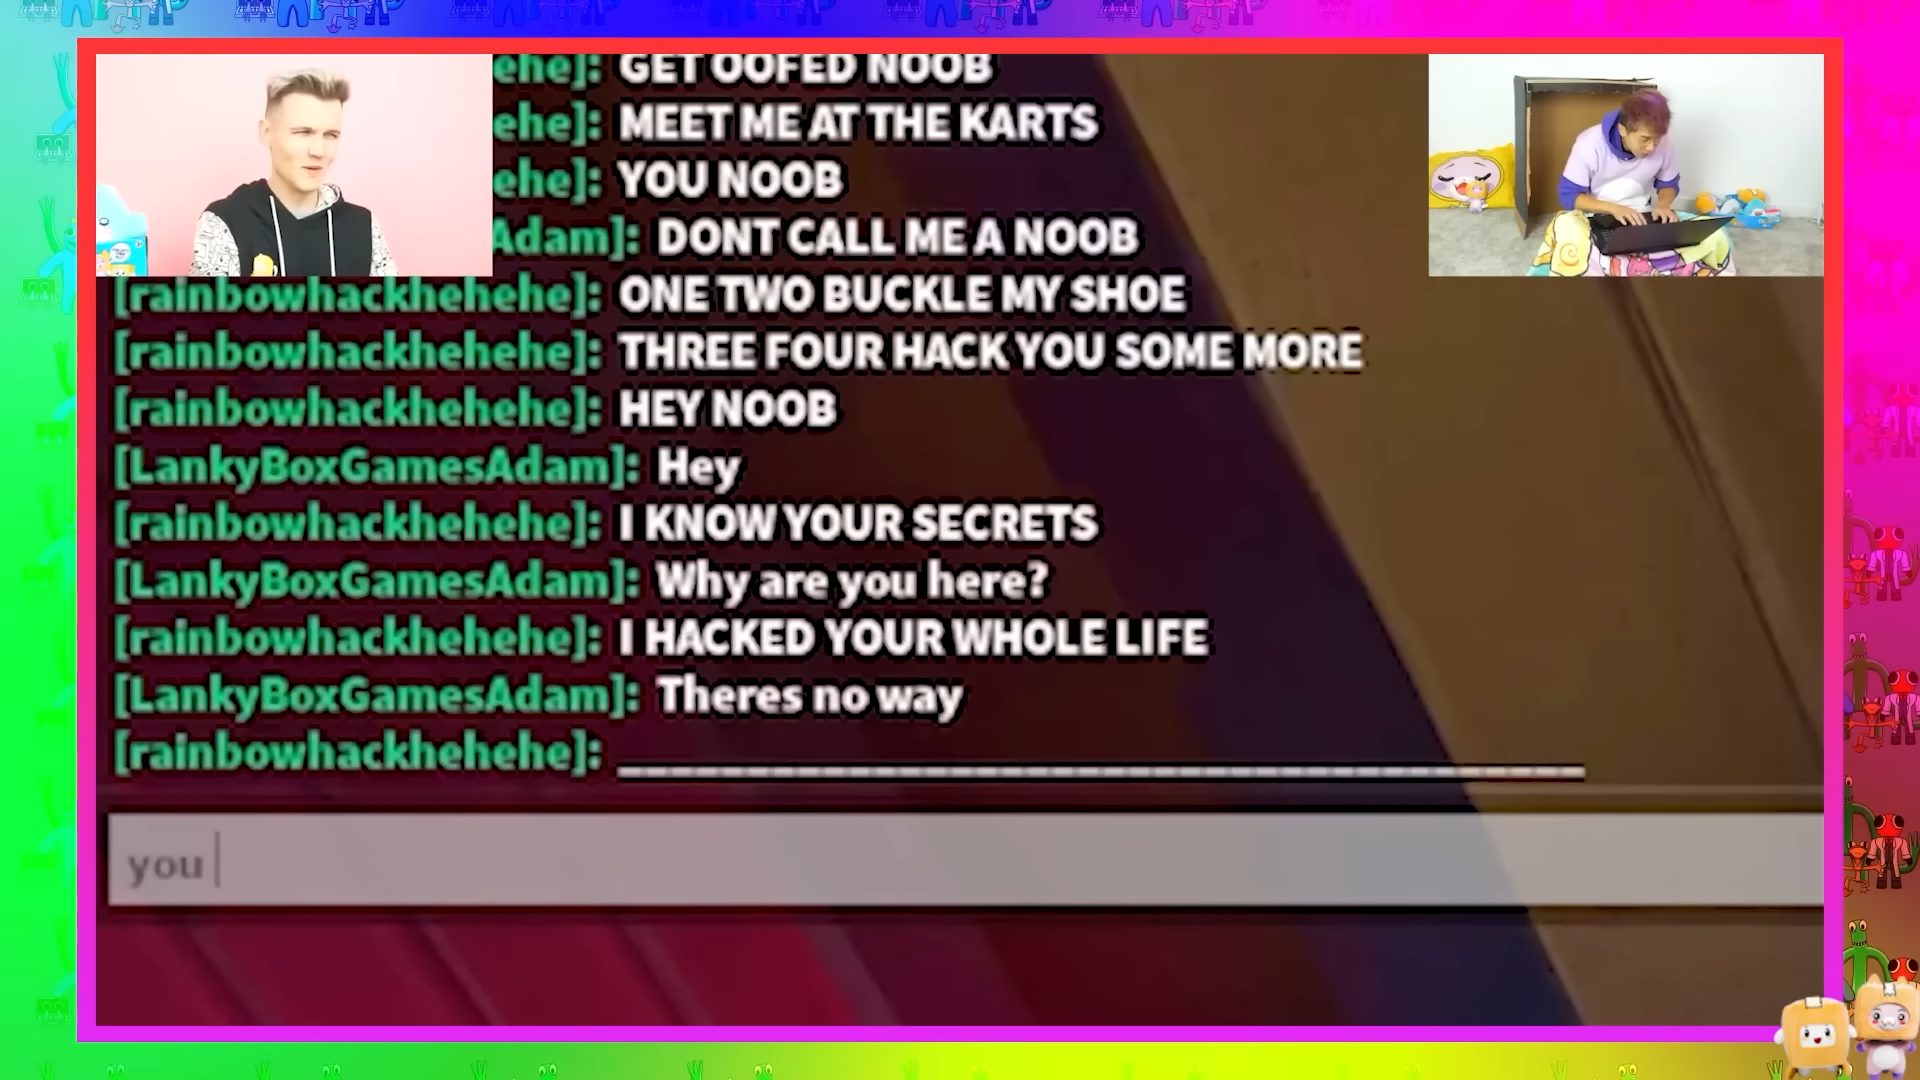 ehe]: GET OOFED NOOB
ehe]: MEET ME AT THE KARTS
ehe]: YOU NOOB
Adam]: DONT CALL ME A NOOB
[rainbowhackhehehe]: ONE TWO BUCKLE MY SHOE
[rainbowhackhehehe]: THREE FOUR HACK YOU SOME MORE
[rainbowhackhehehe]: HEY NOOB
[LankyBoxGamesAdam]: Hey
[rainbowhackhehehe]: I KNOW YOUR SECRETS
[LankyBoxGamesAdam]: Why are you here?
[rainbowhackhehehe]: I HACKED YOUR WHOLE LIFE
[LankyBoxGamesAdam]: Theres no way
[rainbowhackhehehe]: ____________________
you